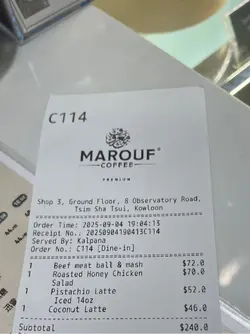 C114
MAROUF
COFFEE
PREMIUM
Shop 3, Ground Floor, 8 Observatory Road,
Tsim Sha Tsui, Kowloon
Order Time: 2025-09-04 19:04:15
Receipt No.: 20250904190413C114
Served By: Kalpana
Order No: C114 [Dine-in]
1 Beef meat ball & mash $72.0
1 Roasted Honey Chicken $70.0
Salad
1 Pistachio Latte $52.0
Iced 14oz
1 Coconut Latte $46.0
Subtotal $240.0